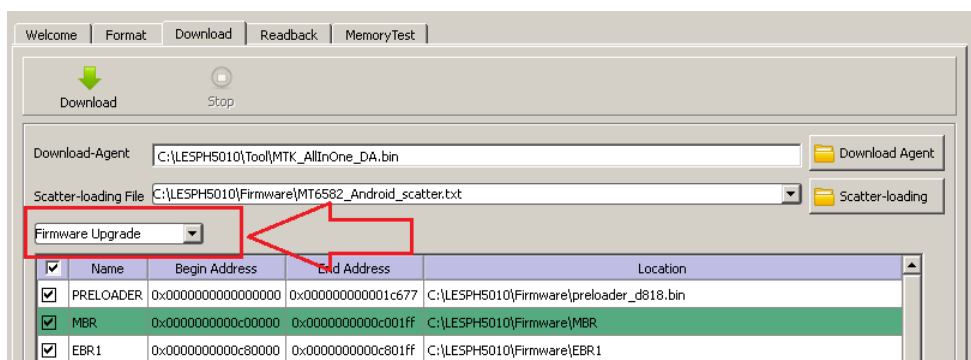 Welcome Format Download Readback MemoryTest
Download Stop
Download-Agent C:\LESPH5010\Tool\MTK_AllInOne_DA.bin Download Agent
Scatter-loading File C:\LESPH5010\Firmware\MT6582_Android_scatter.txt Scatter-loading
Firmware Upgrade
Name Begin Address End Address Location
PRELOADER 0x0000000000000000 0x000000000001c677 C:\LESPH5010\Firmware\preloader_d818.bin
MBR 0x0000000000c00000 0x0000000000c001ff C:\LESPH5010\Firmware\MBR
EBR1 0x0000000000c80000 0x0000000000c801ff C:\LESPH5010\Firmware\EBR1